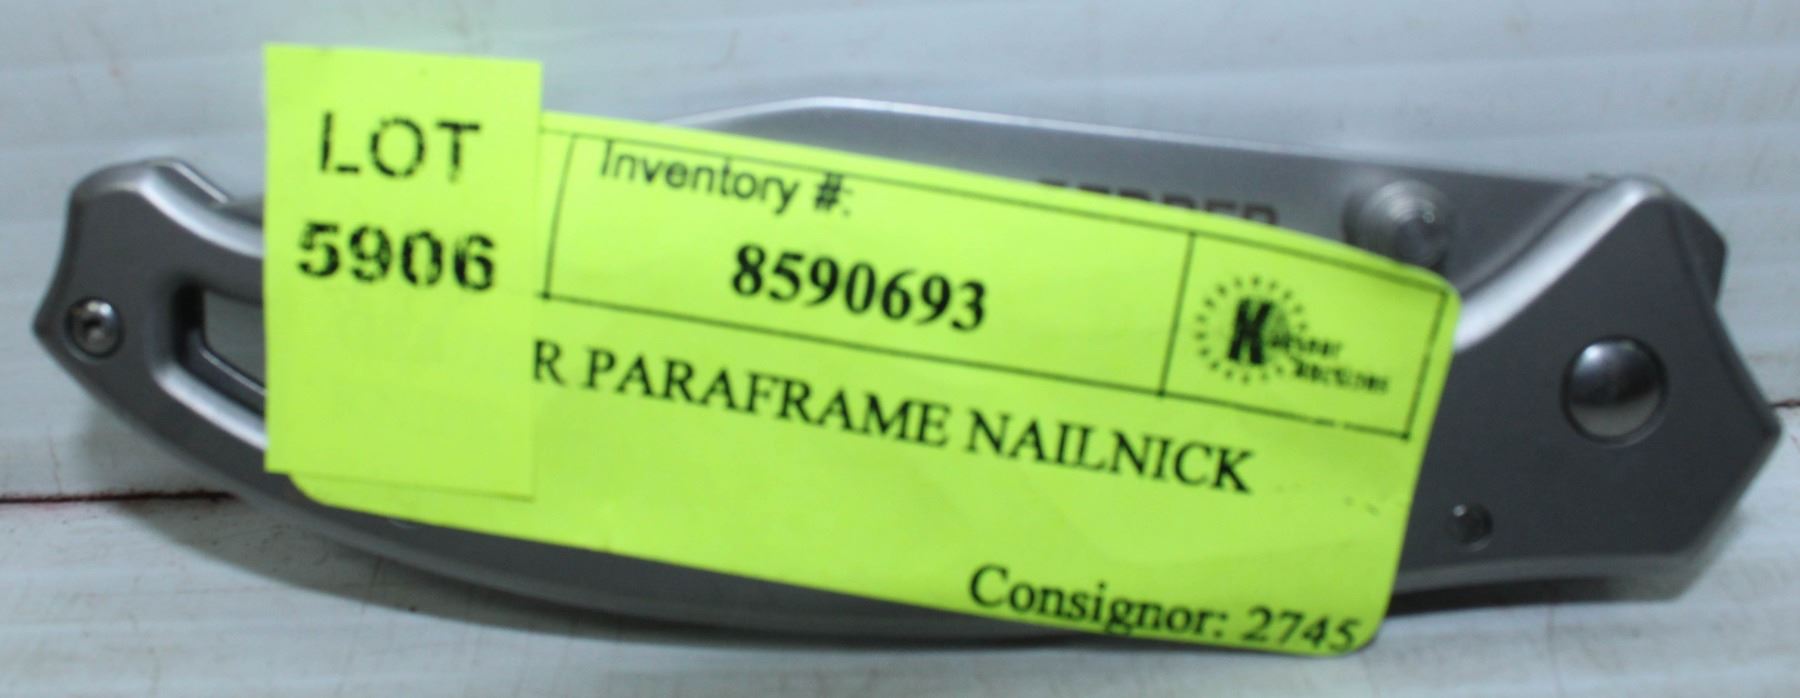 LOT
5906
Inventory #:
8590693
R PARAFRAME NAILNICK
Consignor: 2745